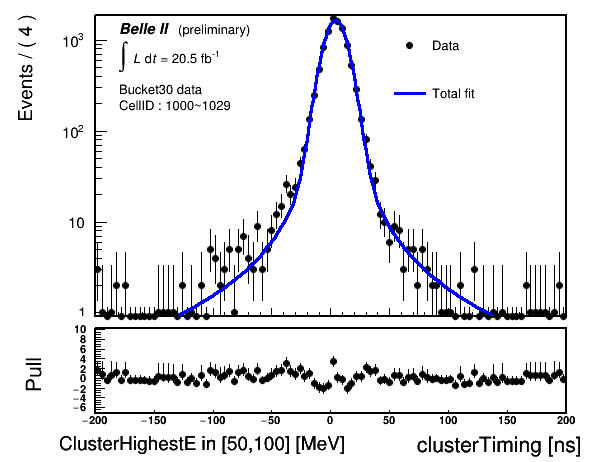 Events / ( 4 )
10³
10²
10
1
Belle II (preliminary)
∫ L dt = 20.5 fb⁻¹
Bucket30 data
CellID : 1000~1029
Data
Total fit
Pull
10
8
6
4
2
0
−2
−4
−6
−200 −150 −100 −50 0 50 100 150 200
ClusterHighestE in [50,100] [MeV] clusterTiming [ns]